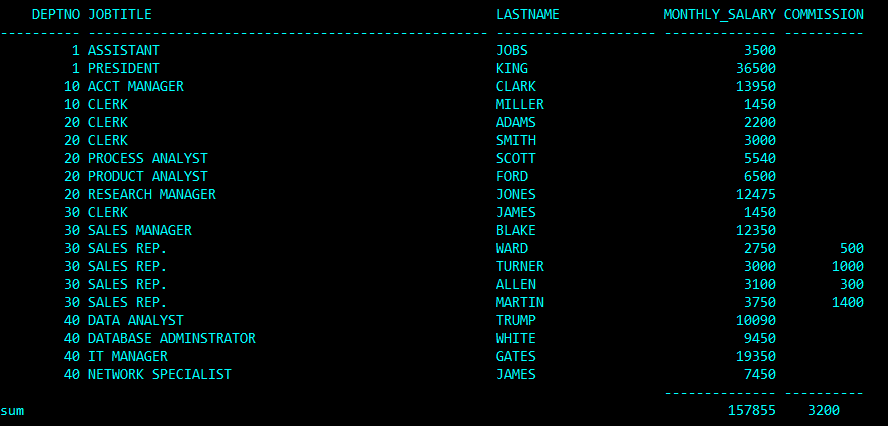 DEPTNO JOBTITLE LASTNAME MONTHLY_SALARY COMMISSION
---------- -------------------------------------------------- -------------------- -------------- ----------
1 ASSISTANT JOBS 3500
1 PRESIDENT KING 36500
10 ACCT MANAGER CLARK 13950
10 CLERK MILLER 1450
20 CLERK ADAMS 2200
20 CLERK SMITH 3000
20 PROCESS ANALYST SCOTT 5540
20 PRODUCT ANALYST FORD 6500
20 RESEARCH MANAGER JONES 12475
30 CLERK JAMES 1450
30 SALES MANAGER BLAKE 12350
30 SALES REP. WARD 2750 500
30 SALES REP. TURNER 3000 1000
30 SALES REP. ALLEN 3100 300
30 SALES REP. MARTIN 3750 1400
40 DATA ANALYST TRUMP 10090
40 DATABASE ADMINSTRATOR WHITE 9450
40 IT MANAGER GATES 19350
40 NETWORK SPECIALIST JAMES 7450
-------------- ----------
sum 157855 3200